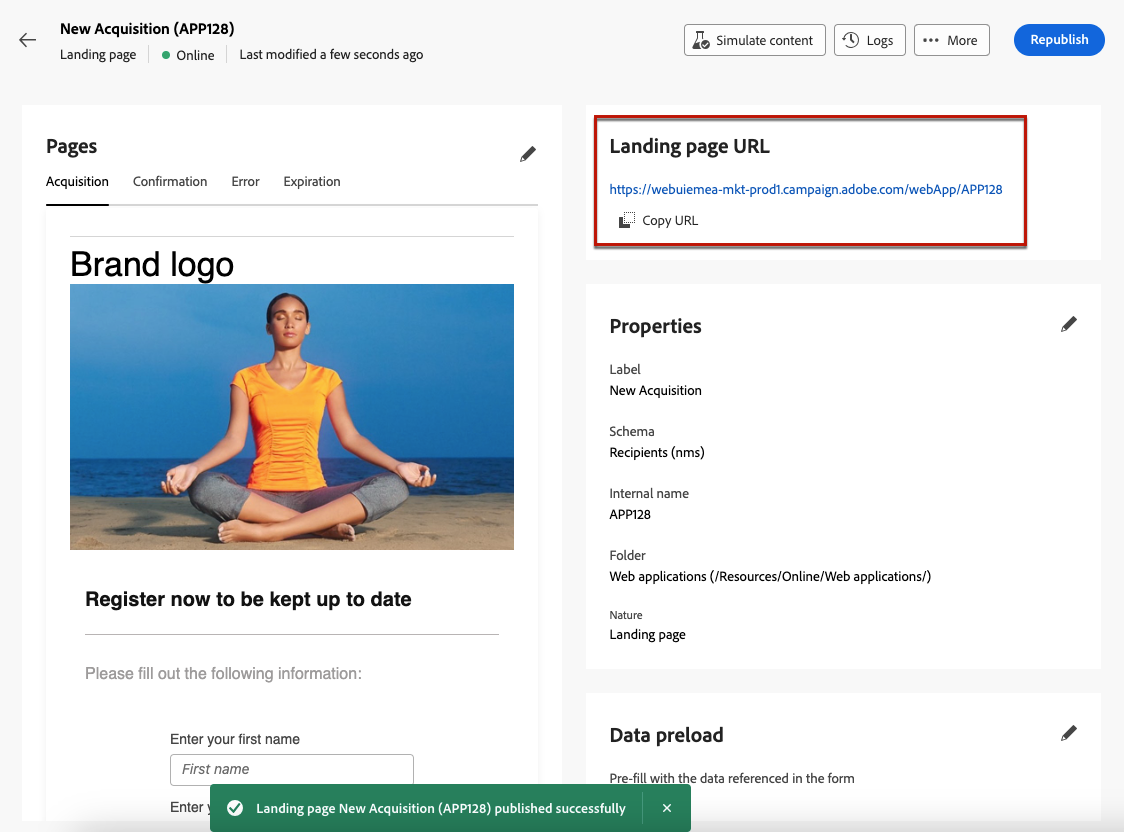 New Acquisition (APP128)
Landing page
Online
Last modified a few seconds ago
Simulate content
Logs
More
Republish
Pages
Acquisition
Confirmation
Error
Expiration
Brand logo
Register now to be kept up to date
Please fill out the following information:
Enter your first name
First name
Enter
Landing page URL
https://webuiemea-mkt-prod1.campaign.adobe.com/webApp/APP128
Copy URL
Properties
Label
New Acquisition
Schema
Recipients (nms)
Internal name
APP128
Folder
Web applications (/Resources/Online/Web applications/)
Nature
Landing page
Data preload
Pre-fill with the data referenced in the form
Landing page New Acquisition (APP128) published successfully